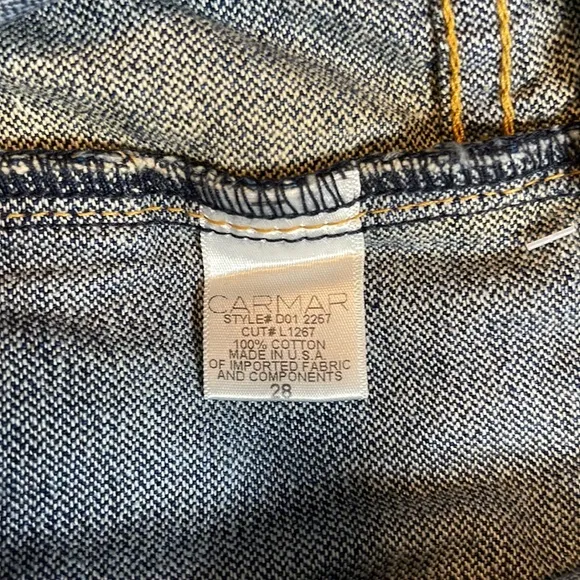 CARMAR
STYLE# D01 2267
CUT# L1267
100% COTTON
MADE IN U.S.A.
OF IMPORTED FABRIC
AND COMPONENTS
28